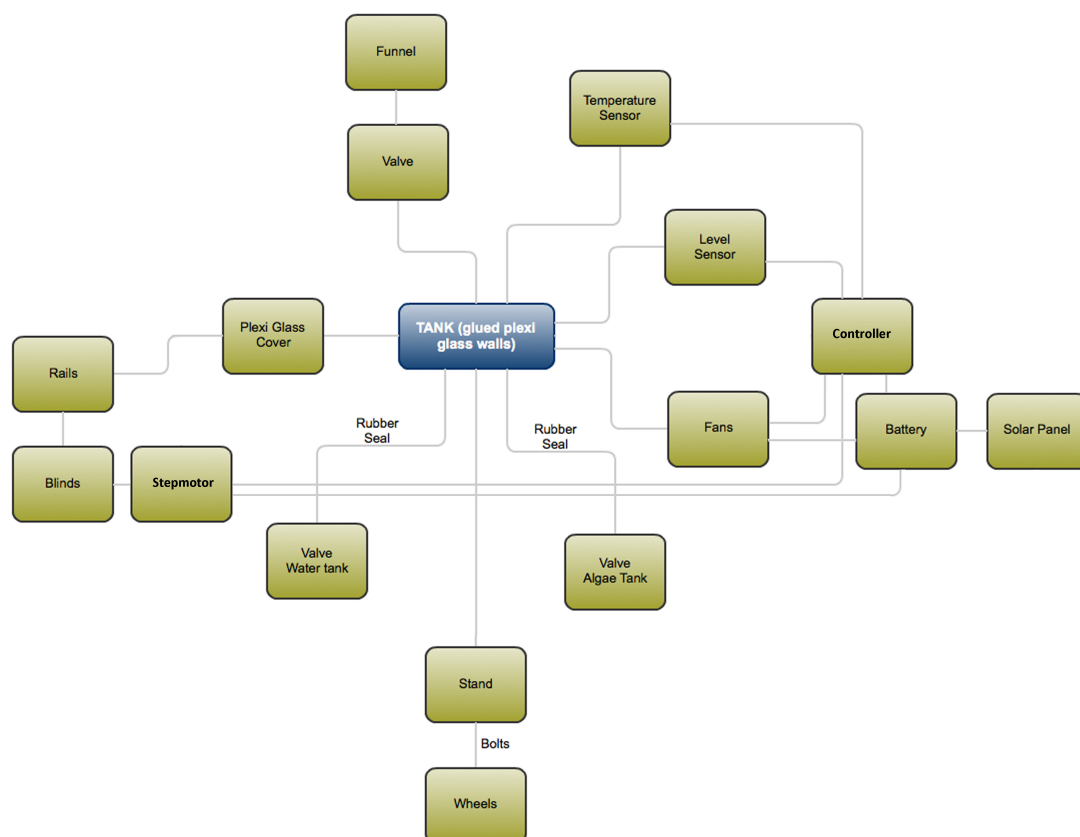 Funnel
Temperature
Sensor
Valve
Level
Sensor
TANK (glued plexi
glass walls)
Plexi Glass
Cover
Controller
Rails
Rubber
Seal
Rubber
Seal
Fans
Battery
Solar Panel
Blinds
Stepmotor
Valve
Water tank
Valve
Algae Tank
Stand
Bolts
Wheels